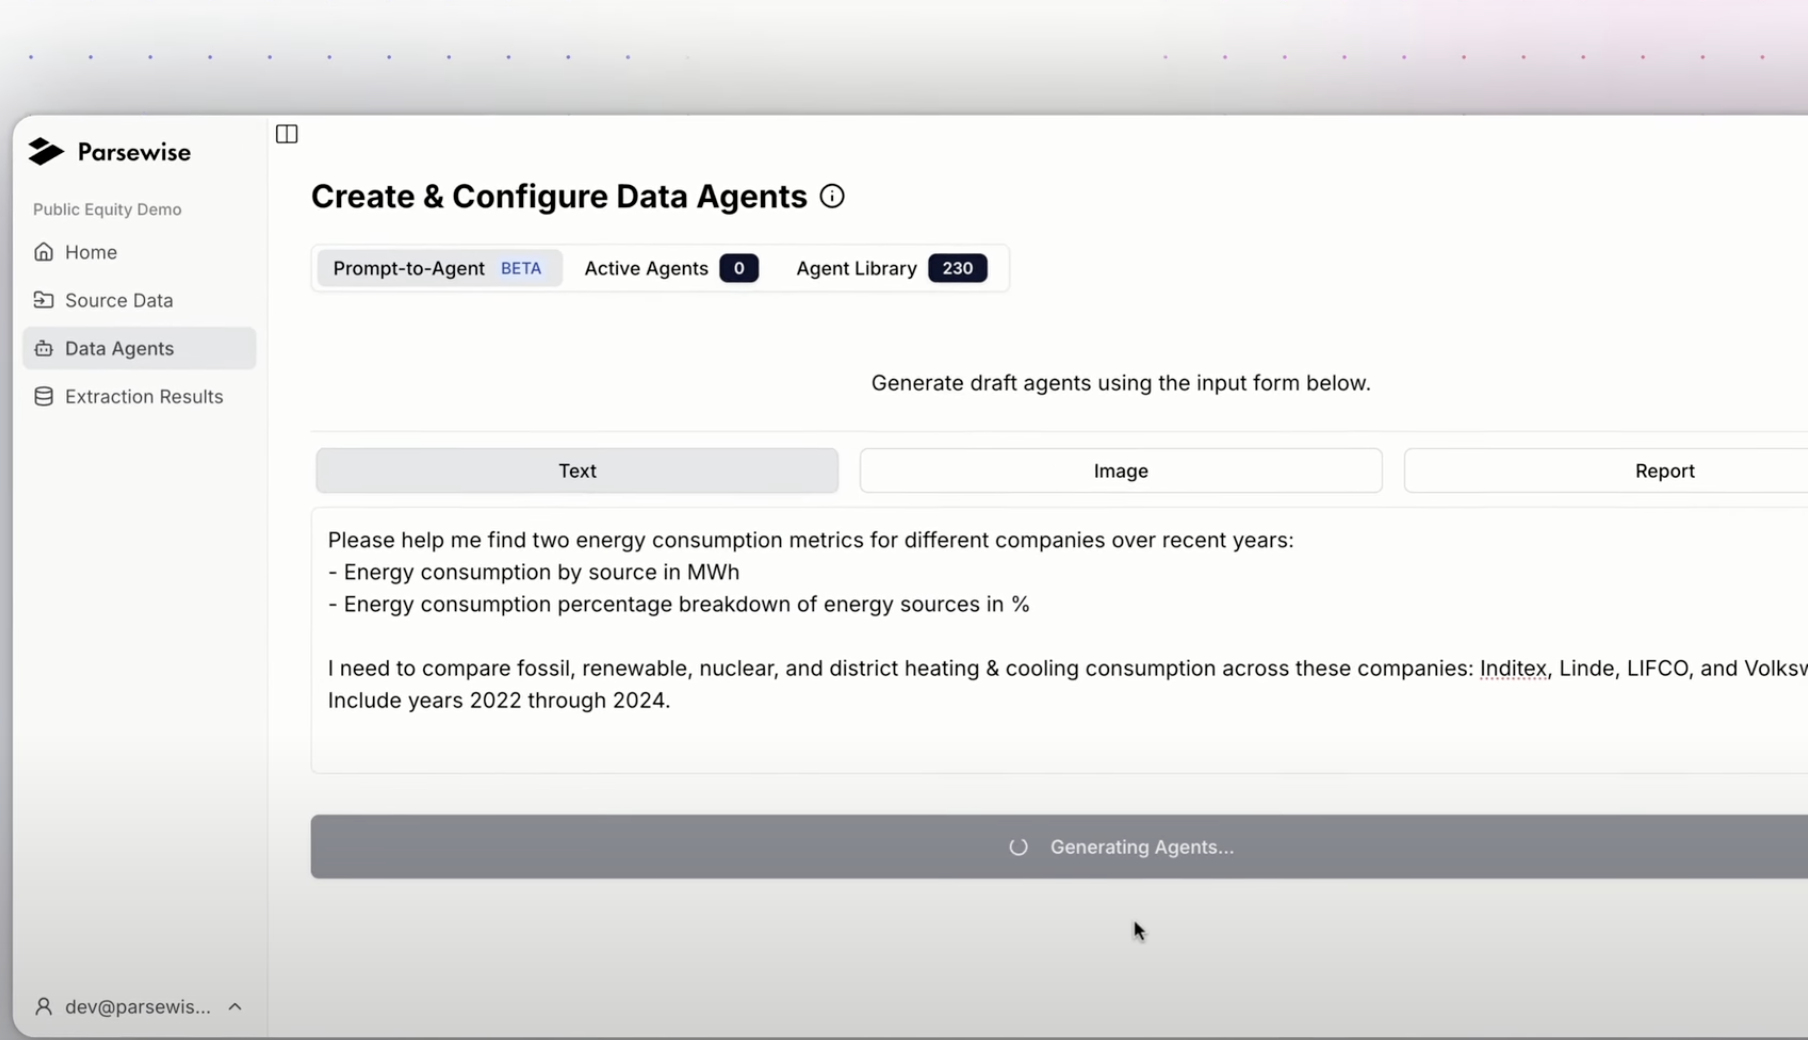 Parsewise
Public Equity Demo
Home
Source Data
Data Agents
Extraction Results
dev@parsewis...
Create & Configure Data Agents
Prompt-to-Agent BETA
Active Agents 0
Agent Library 230
Generate draft agents using the input form below.
Text
Image
Report
Please help me find two energy consumption metrics for different companies over recent years:
- Energy consumption by source in MWh
- Energy consumption percentage breakdown of energy sources in %
I need to compare fossil, renewable, nuclear, and district heating & cooling consumption across these companies: Inditex, Linde, LIFCO, and
Include years 2022 through 2024.
Generating Agents...